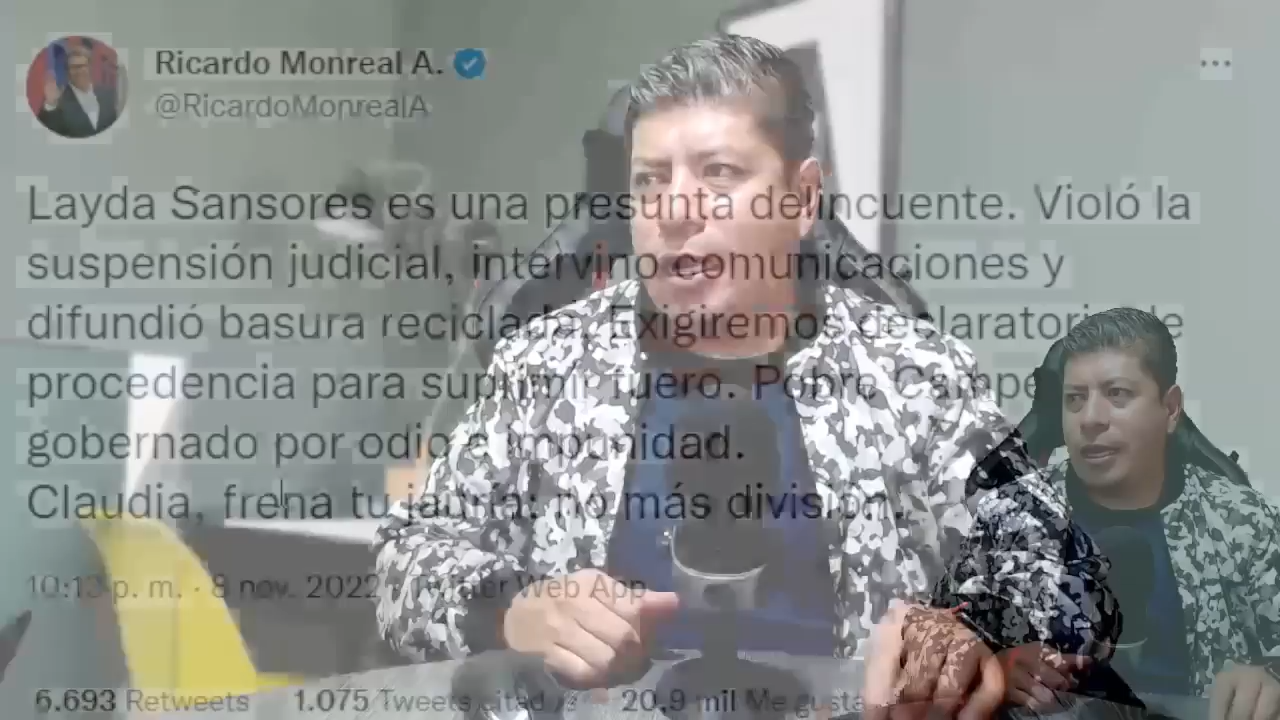 Ricardo Monreal A.
@RicardoMonrealA
Layda Sansores es una presunta delincuente. Violó la
suspensión judicial, intervino comunicaciones y
difundió basura reciclada. Exigiremos declaratoria de
procedencia para suprimir fuero. Pobre Campe
gobernado por odio e impunidad.
Claudia, frena tu jauría: no más división.
10:13 p. m. · 8 nov. 2022 · Twitter Web App
6.693 Retweets 1.075 Tweets citados 20,9 mil Me gusta